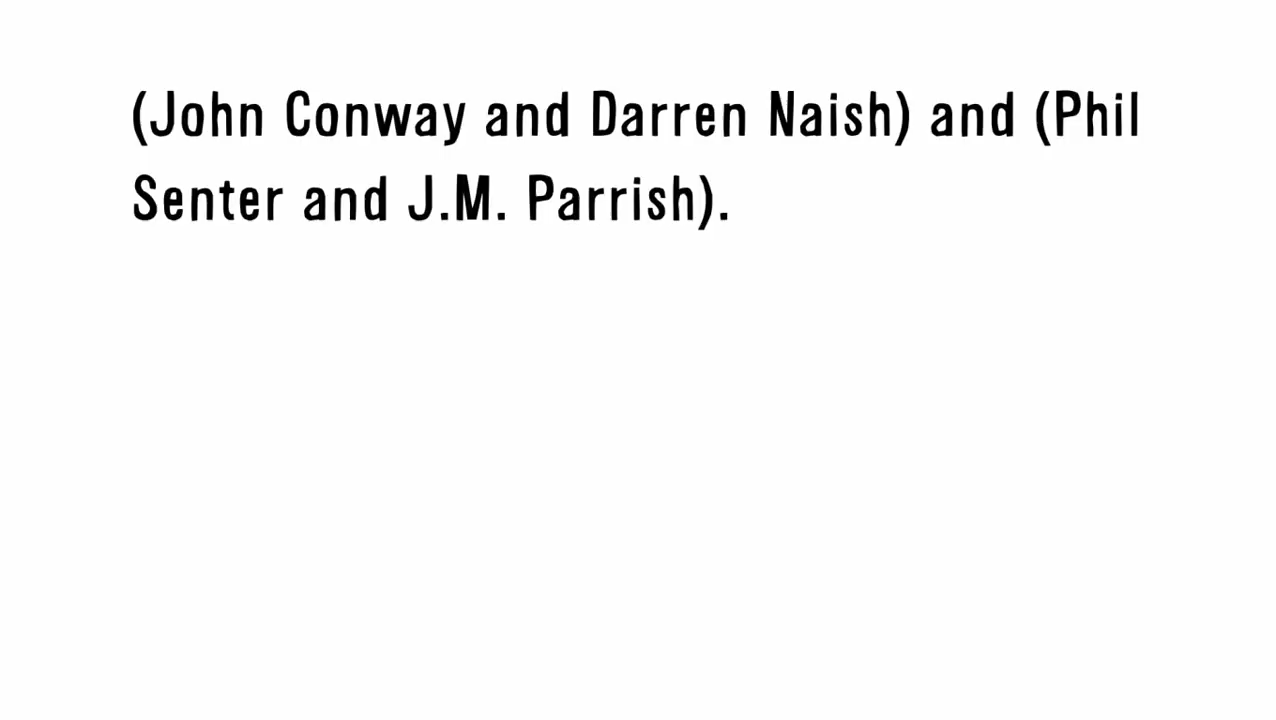 (John Conway and Darren Naish) and (Phil
Senter and J.M. Parrish).